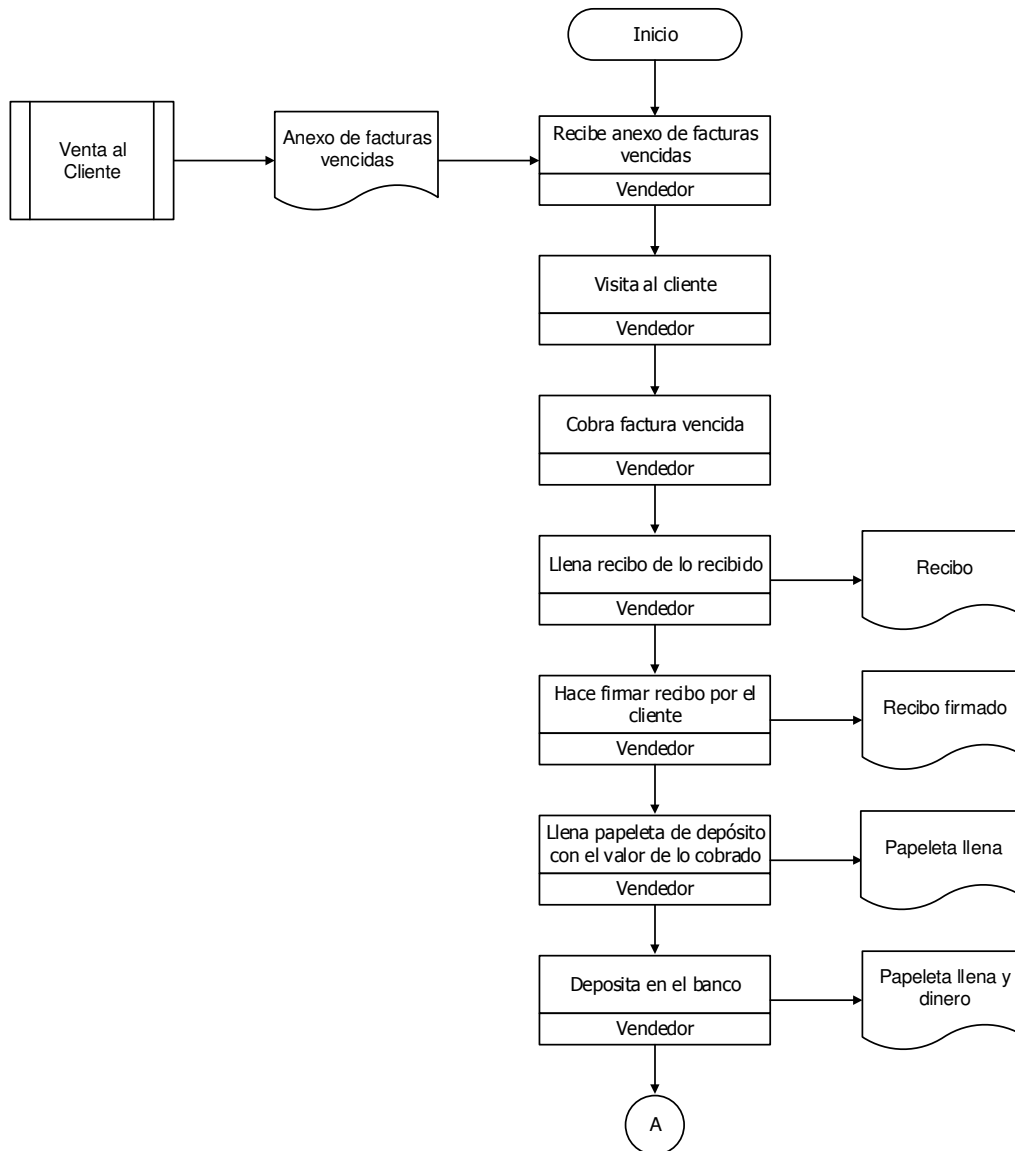 Inicio
Venta al
Cliente
Anexo de facturas
vencidas
Recibe anexo de facturas
vencidas
Vendedor
Visita al cliente
Vendedor
Cobra factura vencida
Vendedor
Llena recibo de lo recibido
Vendedor
Recibo
Hace firmar recibo por el
cliente
Vendedor
Recibo firmado
Llena papeleta de depósito
con el valor de lo cobrado
Vendedor
Papeleta llena
Deposita en el banco
Vendedor
Papeleta llena y
dinero
A